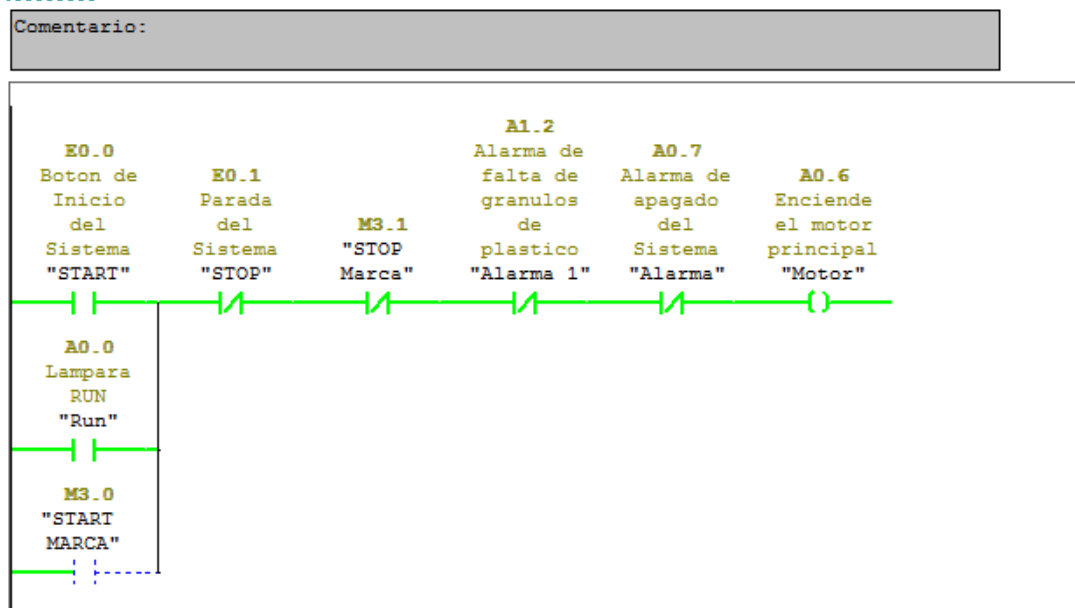 Comentario:
E0.0
Boton de
Inicio
del
Sistema
"START"
E0.1
Parada
del
Sistema
"STOP"
M3.1
"STOP
Marca"
A1.2
Alarma de
falta de
granulos
de
plastico
"Alarma 1"
A0.7
Alarma de
apagado
del
Sistema
"Alarma"
A0.6
Enciende
el motor
principal
"Motor"
A0.0
Lampara
RUN
"Run"
M3.0
"START
MARCA"